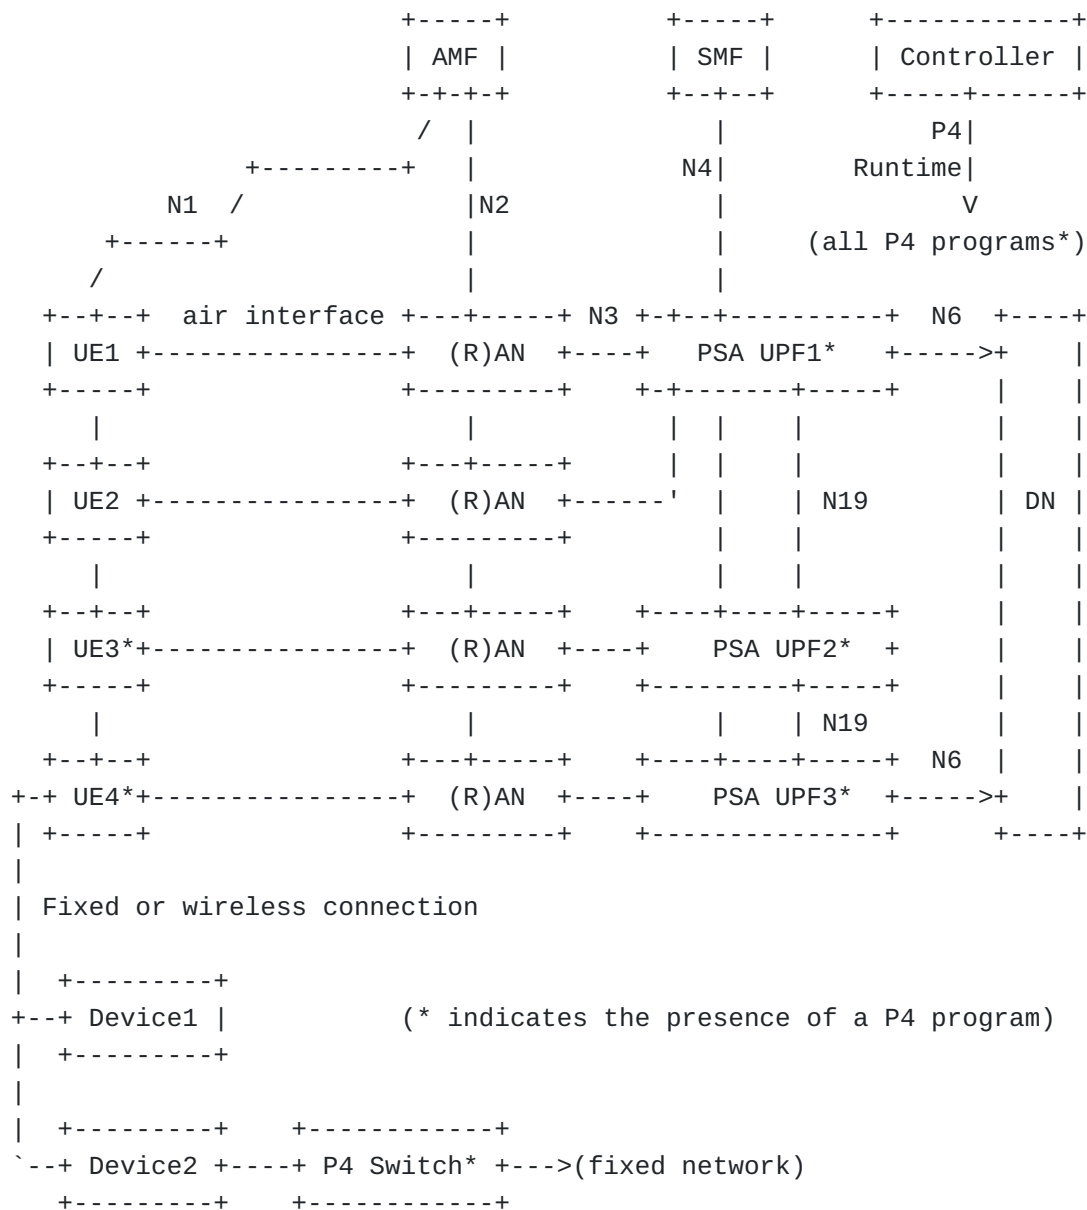 +-----+          +-----+      +------------+
                         | AMF |          | SMF |      | Controller |
                         +-+-+-+          +--+--+      +-----+------+
                          /  |               |             P4|
               +---------+   |             N4|        Runtime|
          N1  /              |N2             |               V
      +------+               |               |     (all P4 programs*)
     /                       |               |
  +--+--+  air interface +---+-----+ N3 +-+--+----------+  N6  +----+
  | UE1 +----------------+  (R)AN  +----+   PSA UPF1*   +----->+    |
  +-----+                +---------+    +-+-------+-----+      |    |
     |                       |            |  |    |            |    |
  +--+--+                +---+-----+      |  |    |            |    |
  | UE2 +----------------+  (R)AN  +------'  |    | N19        | DN |
  +-----+                +---------+         |    |            |    |
     |                       |               |    |            |    |
  +--+--+                +---+-----+    +----+----+-----+      |    |
  | UE3*+----------------+  (R)AN  +----+    PSA UPF2*  +      |    |
  +-----+                +---------+    +---------+-----+      |    |
     |                       |               |    | N19        |    |
  +--+--+                +---+-----+    +----+----+-----+  N6  |    |
+-+ UE4*+----------------+  (R)AN  +----+    PSA UPF3*  +----->+    |
| +-----+                +---------+    +---------------+      +----+
|
| Fixed or wireless connection
|
|  +---------+
+--+ Device1 |           (* indicates the presence of a P4 program)
|  +---------+
|
|  +---------+    +------------+
`--+ Device2 +----+ P4 Switch* +--->(fixed network)
   +---------+    +------------+